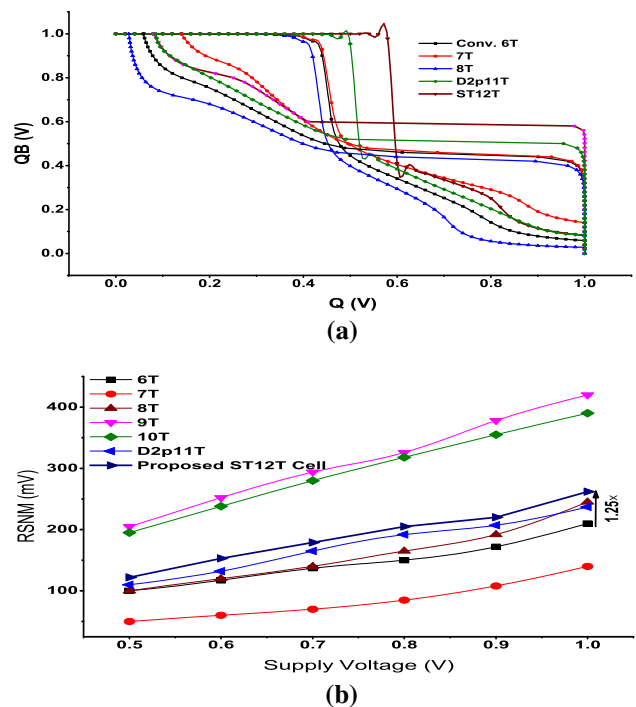 (a)
1.0
0.8
0.6
0.4
0.2
0.0
QB (V)
Conv. 6T
7T
8T
D2p11T
ST12T
0.0 0.2 0.4 0.6 0.8 1.0
Q (V)
(a)
6T
7T
8T
9T
10T
D2p11T
Proposed ST12T Cell
400
300
200
100
RSNM (mV)
1.25x
0.5 0.6 0.7 0.8 0.9 1.0
Supply Voltage (V)
(b)